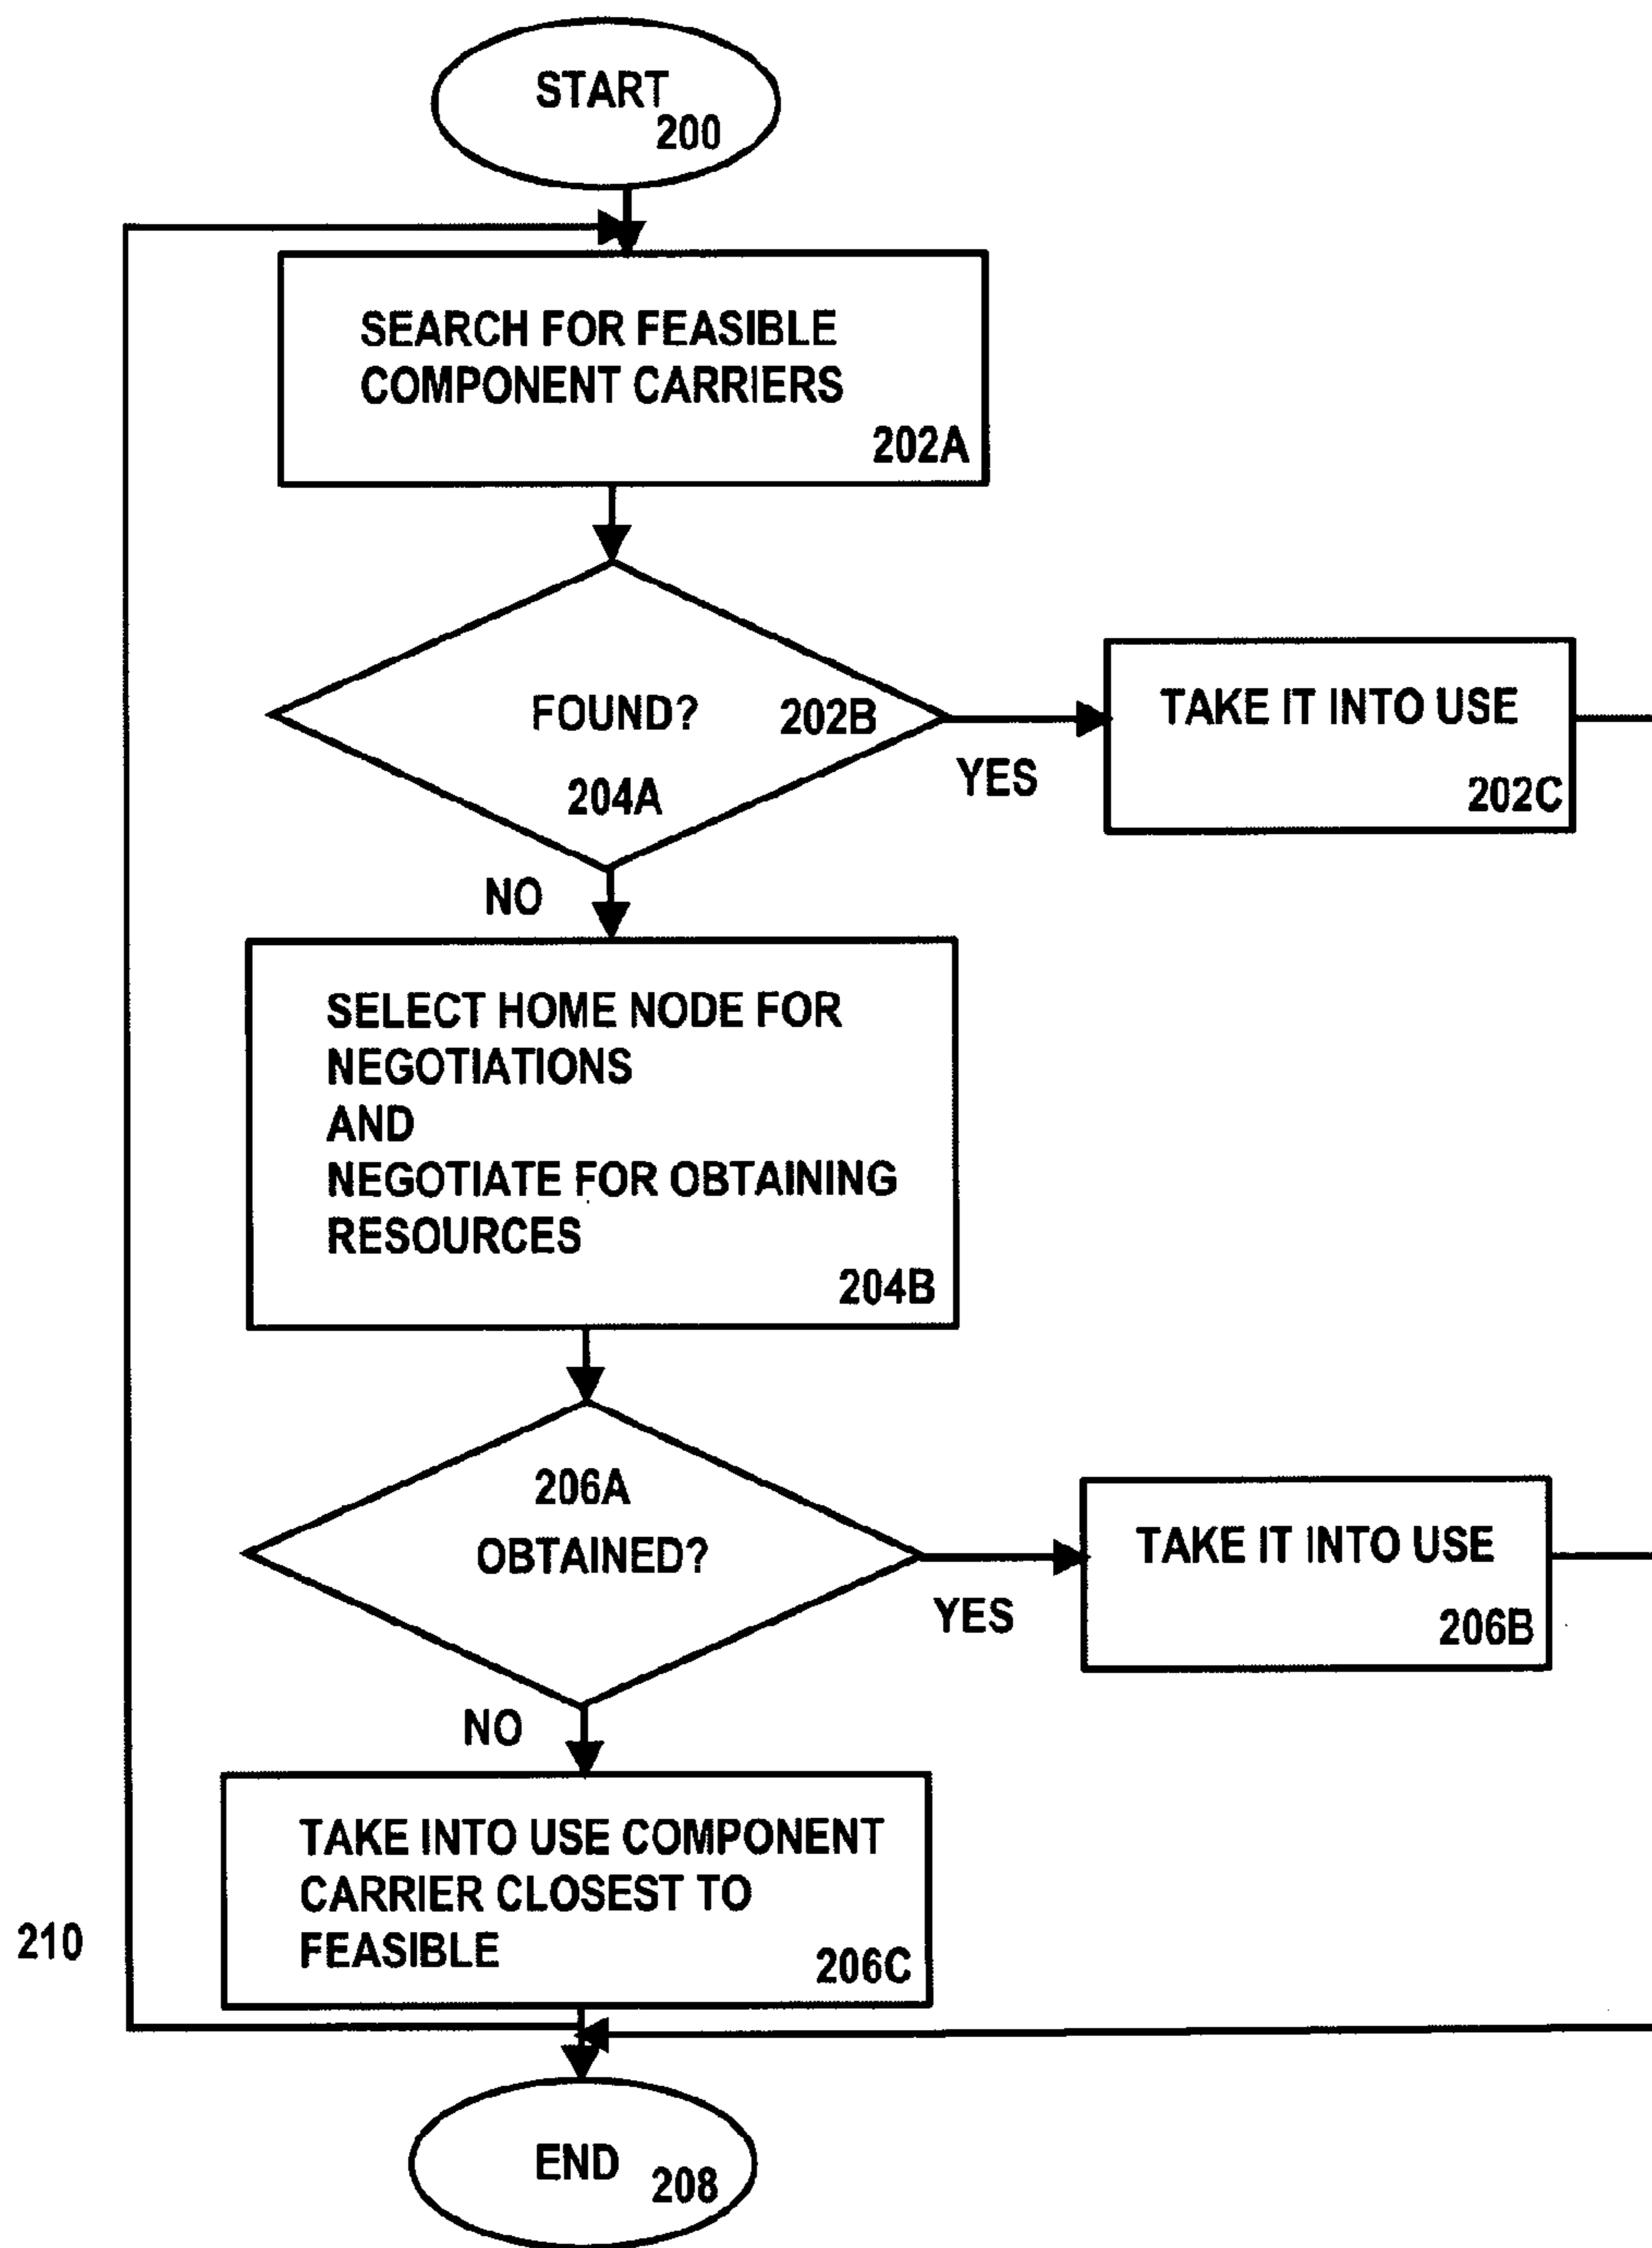 START
200
SEARCH FOR FEASIBLE
COMPONENT CARRIERS
202A
FOUND?
202B
204A
YES
TAKE IT INTO USE
202C
NO
SELECT HOME NODE FOR
NEGOTIATIONS
AND
NEGOTIATE FOR OBTAINING
RESOURCES
204B
206A
OBTAINED?
YES
TAKE IT INTO USE
206B
NO
TAKE INTO USE COMPONENT
CARRIER CLOSEST TO
FEASIBLE
206C
210
END
208